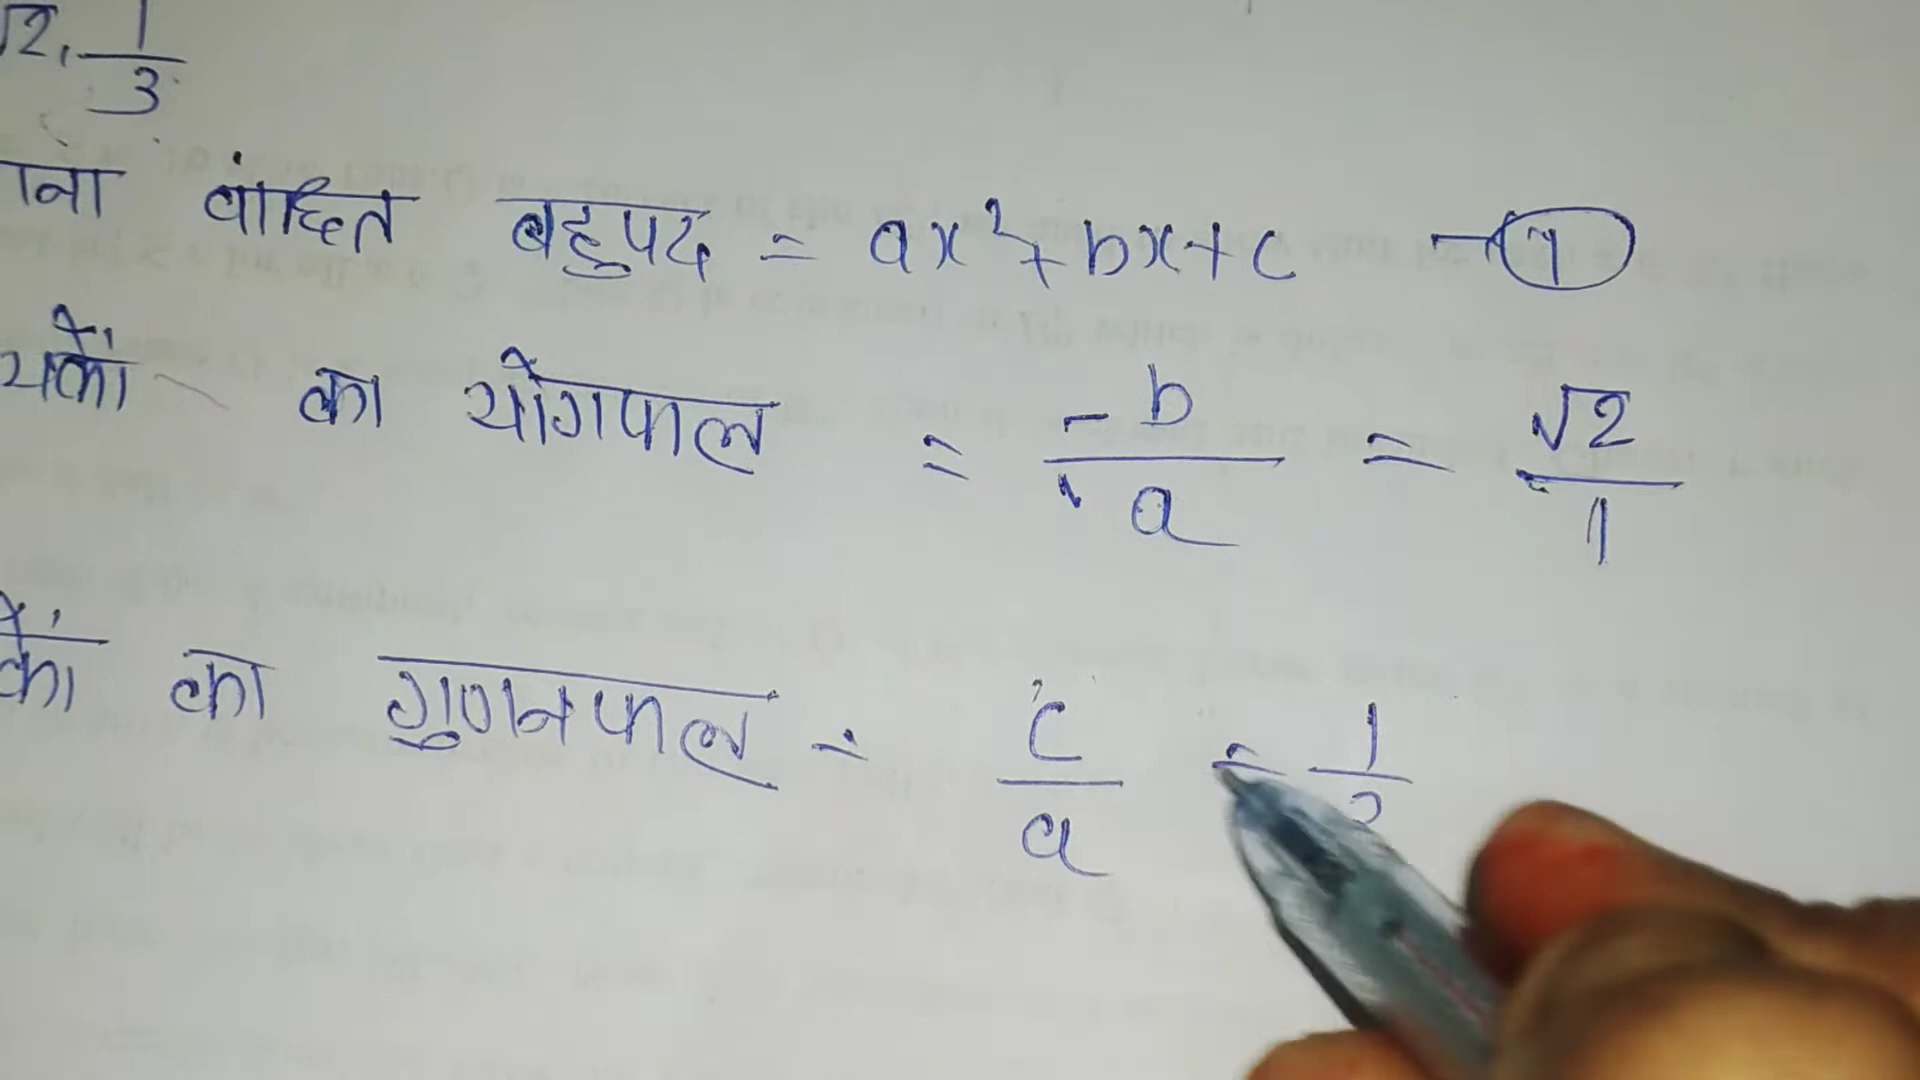 √2, 1/3
वांछित बहुपद = ax²+bx+c -①
का योगफल = -b/a = √2/1
का गुणनफल = c/a = 1/3